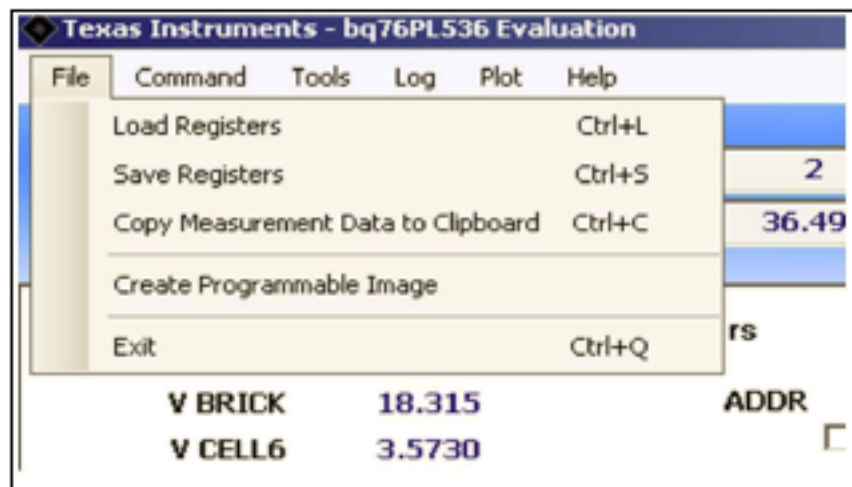 Texas Instruments - bq76PL536 Evaluation
File Command Tools Log Plot Help
Load Registers Ctrl+L
Save Registers Ctrl+S
2
Copy Measurement Data to Clipboard Ctrl+C
36.49
Create Programmable Image
Exit Ctrl+Q
rs
V BRICK 18.315 ADDR
V CELL6 3.5730